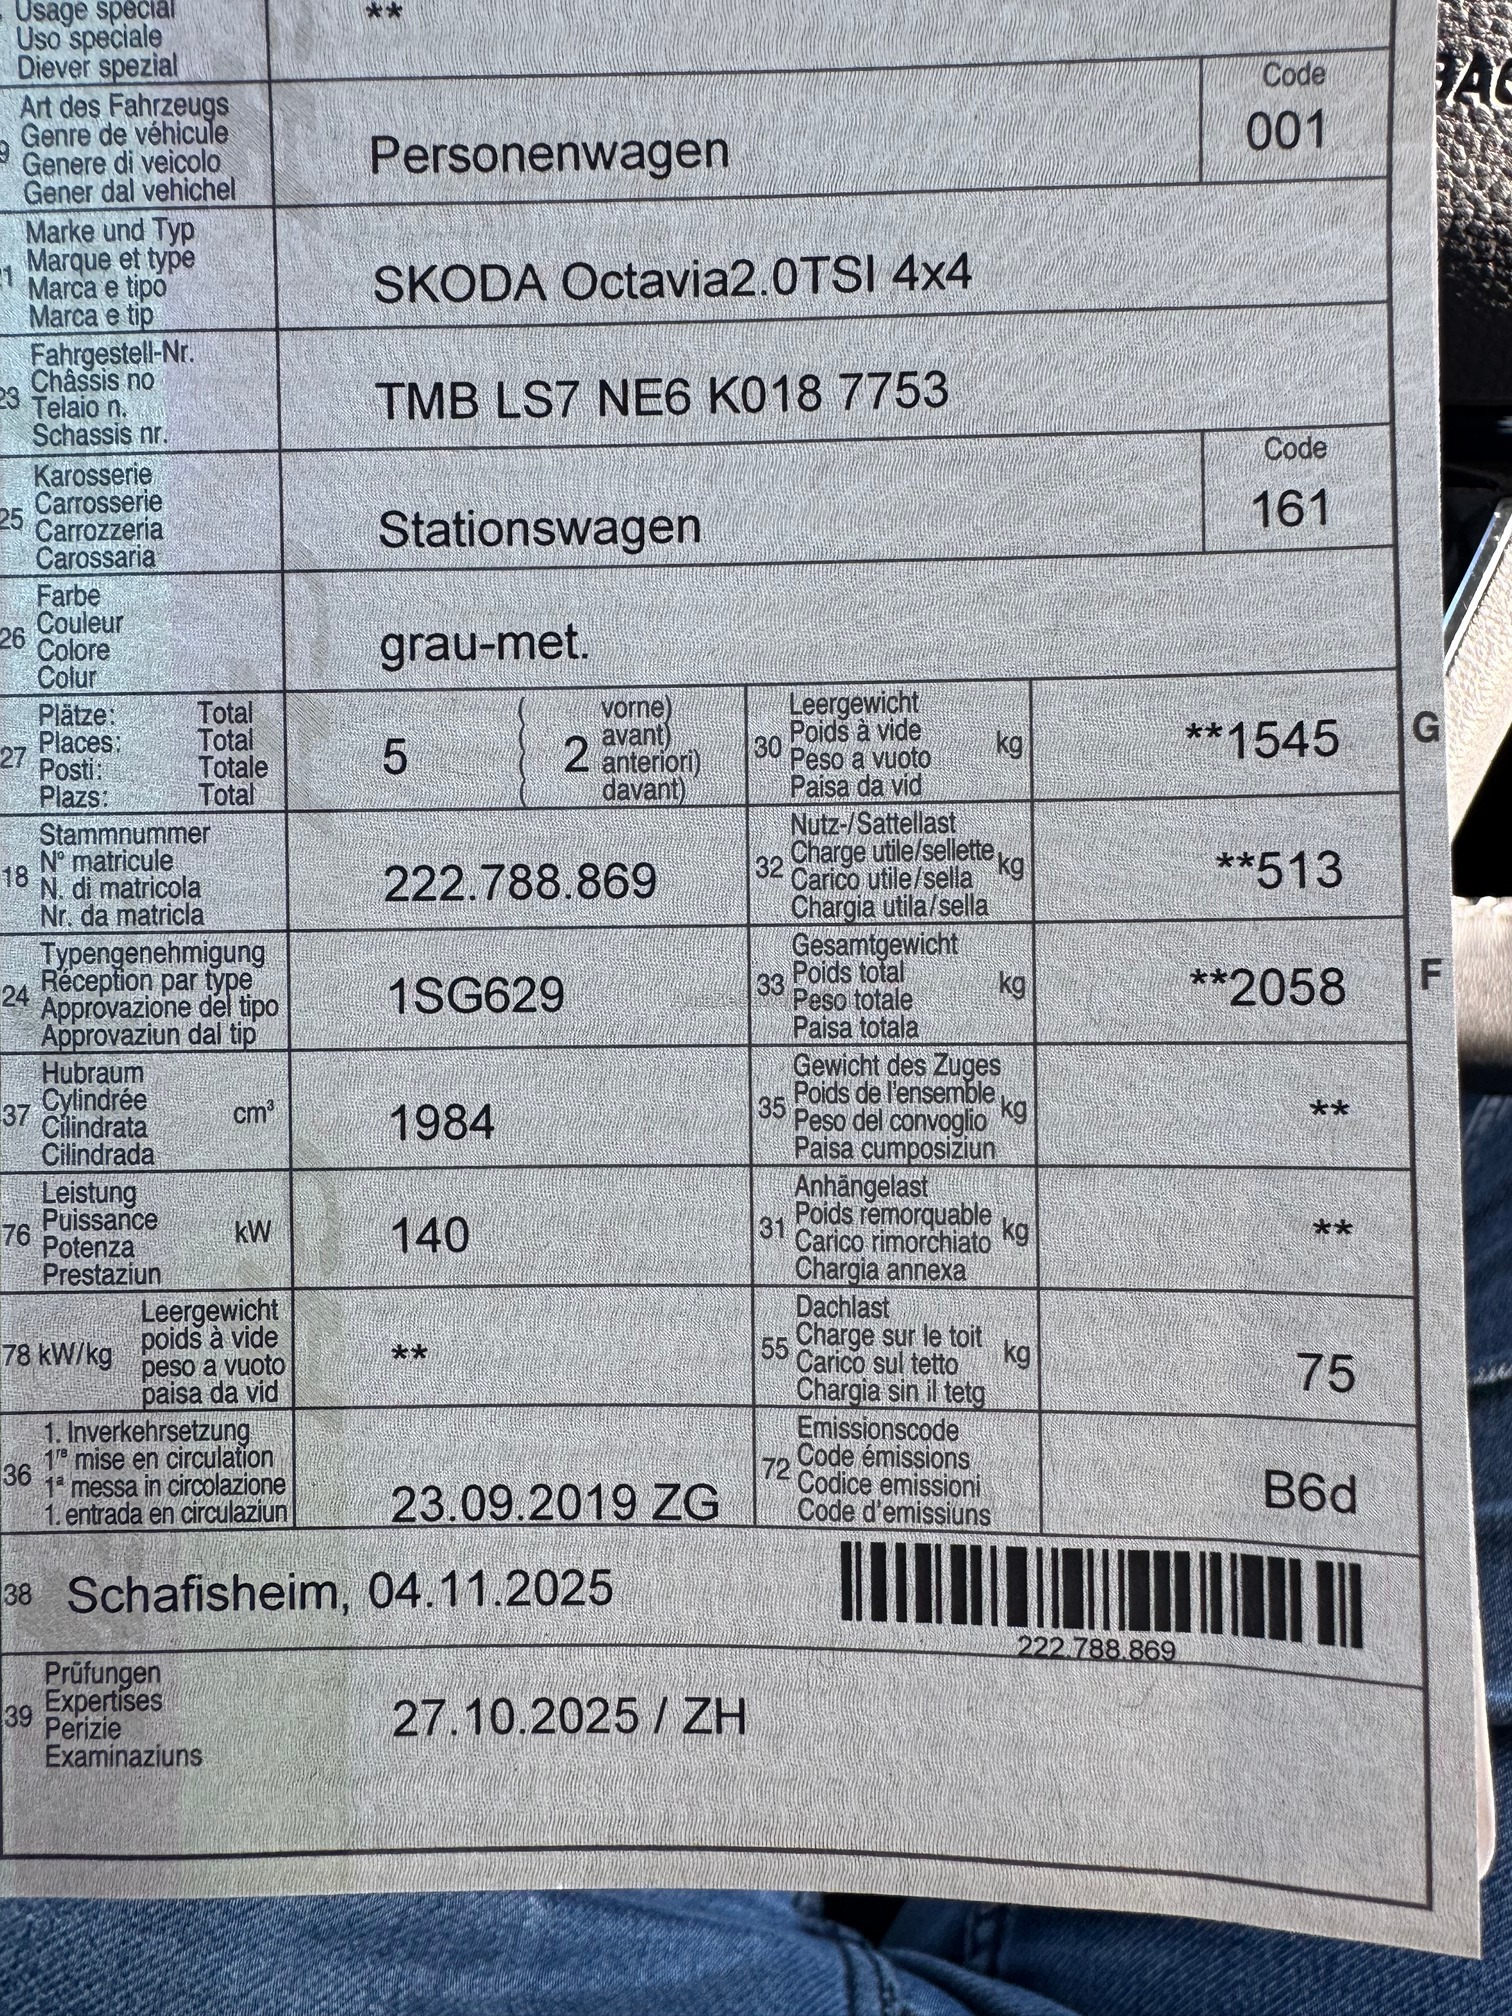 Usage spécial **
Uso speciale
Diever spezial
Art des Fahrzeugs Code
Genre de véhicule
9 Genere di veicolo Personenwagen 001
Gener dal vehichel
Marke und Typ
Marque et type
1 Marca e tipo SKODA Octavia2.0TSI 4x4
Marca e tip
Fahrgestell-Nr.
Châssis no
23 Telaio n. TMB LS7 NE6 K018 7753
Schassis nr.
Karosserie Code
Carrosserie
25 Carrozzeria Stationswagen 161
Carossaria
Farbe
Couleur
26 Colore grau-met.
Colur
Plätze: Total
Places: Total
27 Posti: Totale 5
Plazs: Total
( 2 vorne)
avant)
anteriori)
davant)
Leergewicht
Poids à vide
30 Peso a vuoto kg **1545 G
Paisa da vid
Stammnummer
N° matricule
18 N. di matricola 222.788.869
Nr. da matricla
Nutz-/Sattellast
Charge utile/sellette
32 Carico utile/sella kg **513
Chargia utila/sella
Typengenehmigung
Réception par type
24 Approvazione del tipo 1SG629
Approvaziun dal tip
Gesamtgewicht
Poids total
33 Peso totale kg **2058 F
Paisa totala
Hubraum
Cylindrée
37 Cilindrata cm³ 1984
Cilindrada
Gewicht des Zuges
Poids de l'ensemble
35 Peso del convoglio kg **
Paisa cumposiziun
Leistung
Puissance
76 Potenza kW 140
Prestaziun
Anhängelast
Poids remorquable
31 Carico rimorchiato kg **
Chargia annexa
Leergewicht
poids à vide
78 kW/kg peso a vuoto **
paisa da vid
Dachlast
Charge sur le toit
55 Carico sul tetto kg 75
Chargia sin il tetg
1. Inverkehrsetzung
1re mise en circulation
36 1a messa in circolazione 23.09.2019 ZG
1. entrada en circulaziun
Emissionscode
Code émissions
72 Codice emissioni B6d
Code d'emissiuns
38 Schafisheim, 04.11.2025
222.788.869
Prüfungen
Expertises
39 Perizie 27.10.2025 / ZH
Examinaziuns